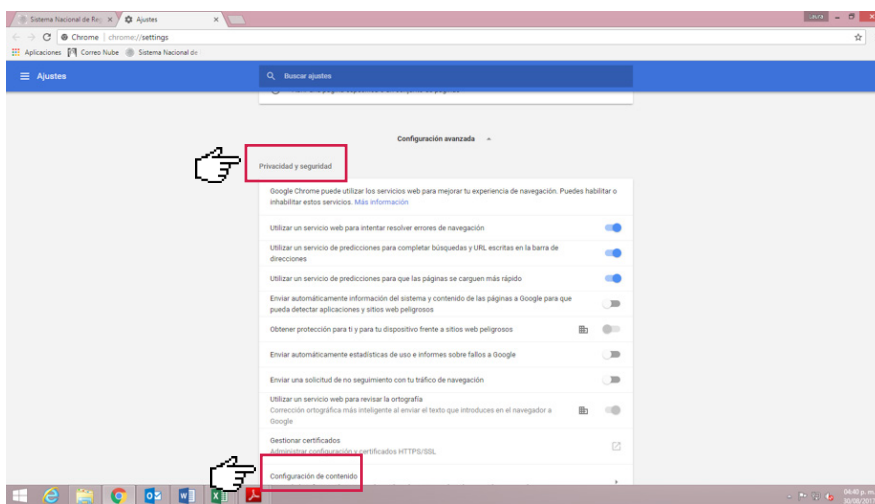 Sistema Nacional de Re
Ajustes
Laura
Chrome | chrome://settings
Aplicaciones Correo Nube Sistema Nacional de
Ajustes
Buscar ajustes
Configuración avanzada
Privacidad y seguridad
Google Chrome puede utilizar los servicios web para mejorar tu experiencia de navegación. Puedes habilitar o
inhabilitar estos servicios. Más información
Utilizar un servicio web para intentar resolver errores de navegación
Utilizar un servicio de predicciones para completar búsquedas y URL escritas en la barra de
direcciones
Utilizar un servicio de predicciones para que las páginas se carguen más rápido
Enviar automáticamente información del sistema y contenido de las páginas a Google para que
pueda detectar aplicaciones y sitios web peligrosos
Obtener protección para ti y para tu dispositivo frente a sitios web peligrosos
Enviar automáticamente estadísticas de uso e informes sobre fallos a Google
Enviar una solicitud de no seguimiento con tu tráfico de navegación
Utilizar un servicio web para revisar la ortografía
Corrección ortográfica más inteligente al enviar el texto que introduces en el navegador a
Google
Gestionar certificados
Administrar configuración y certificados HTTPS/SSL
Configuración de contenido
04:40 p. m.
30/08/2017